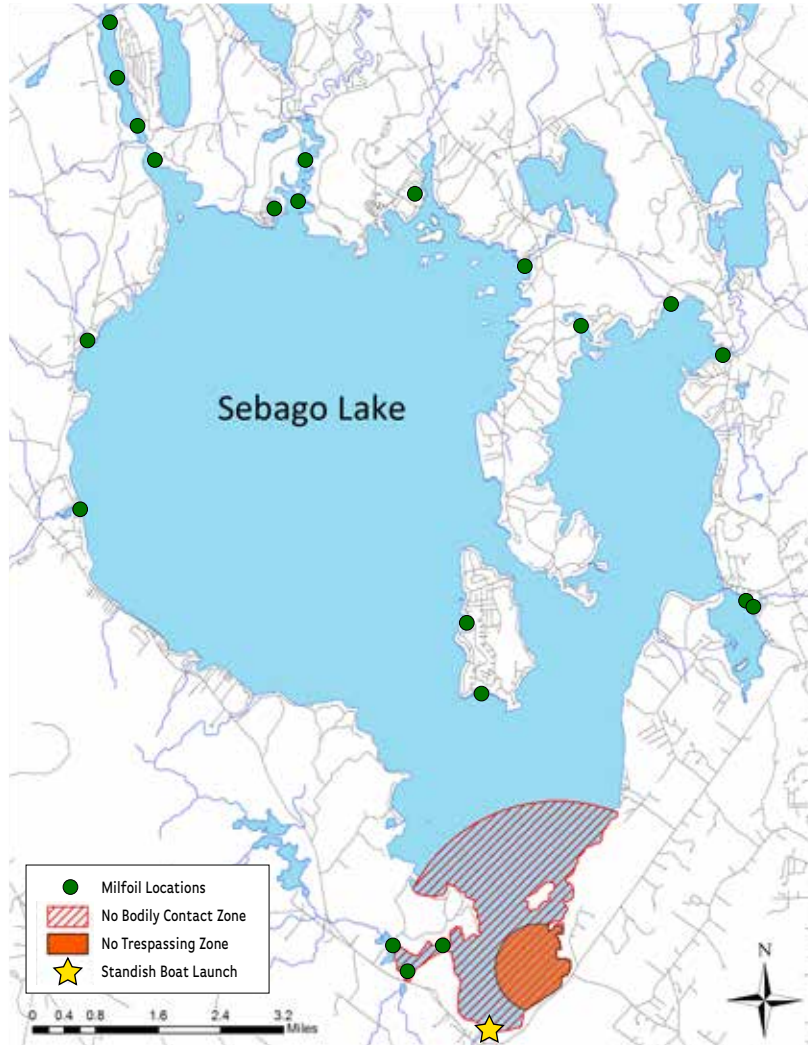 Sebago Lake
Milfoil Locations
No Bodily Contact Zone
No Trespassing Zone
Standish Boat Launch
N
0 0.4 0.8 1.6 2.4 3.2
Miles